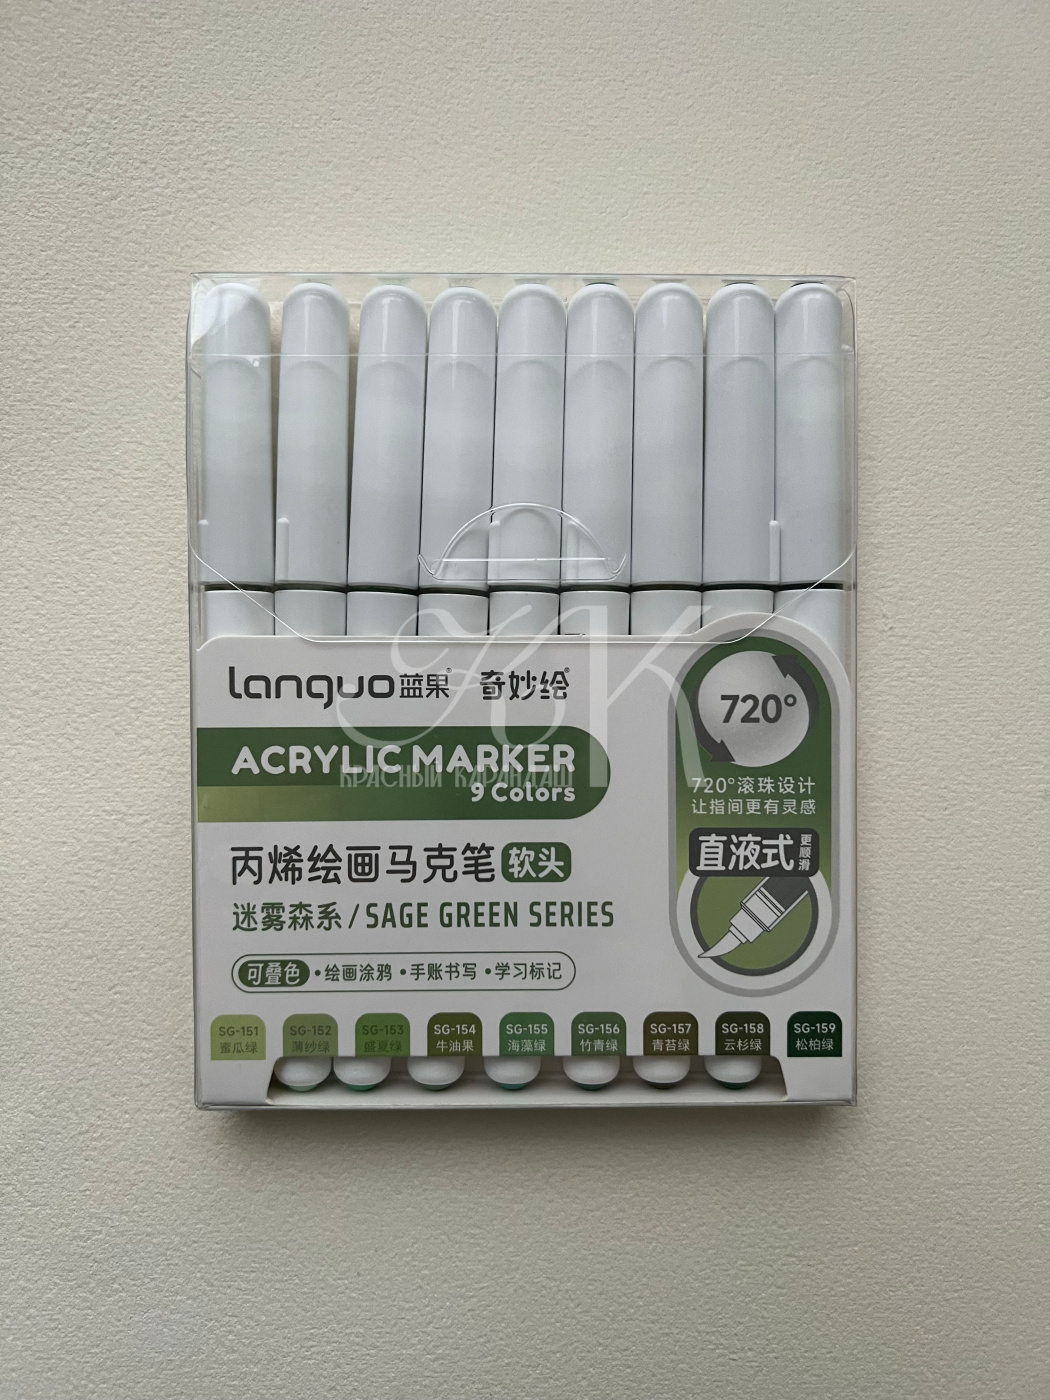 Languo蓝果® 奇妙绘®
ACRYLIC MARKER
9 Colors
丙烯绘画马克笔 软头
迷雾森系/SAGE GREEN SERIES
可叠色 •绘画涂鸦 •手账书写 •学习标记
720°
720°滚珠设计
让指间更有灵感
直液式 更顺滑
SG-151 SG-152 SG-153 SG-154 SG-155 SG-156 SG-157 SG-158 SG-159
蜜瓜绿 薄纱绿 盛夏绿 牛油果 海藻绿 竹青绿 青苔绿 云杉绿 松柏绿
КК
КРАСНЫЙ КАРАНДАШ